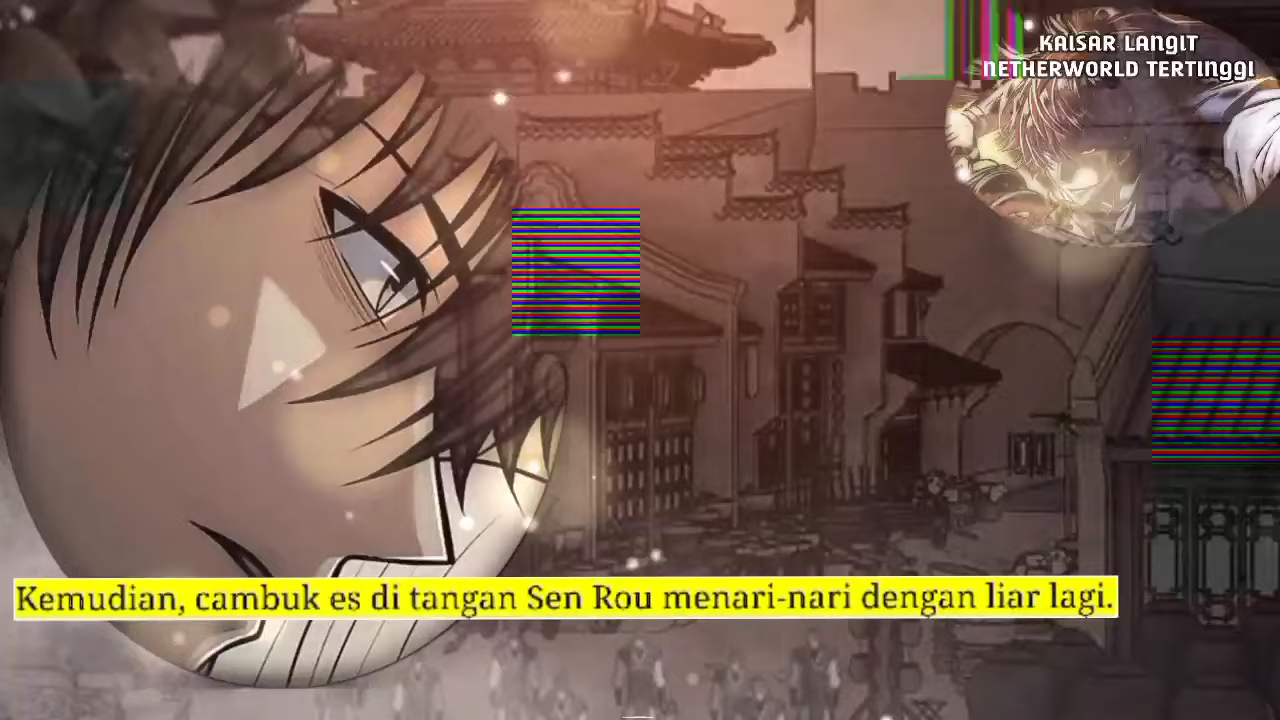 KAISAR LANGIT
NETHERWORLD TERTINGGI
Kemudian, cambuk es di tangan Sen Rou menari-nari dengan liar lagi.